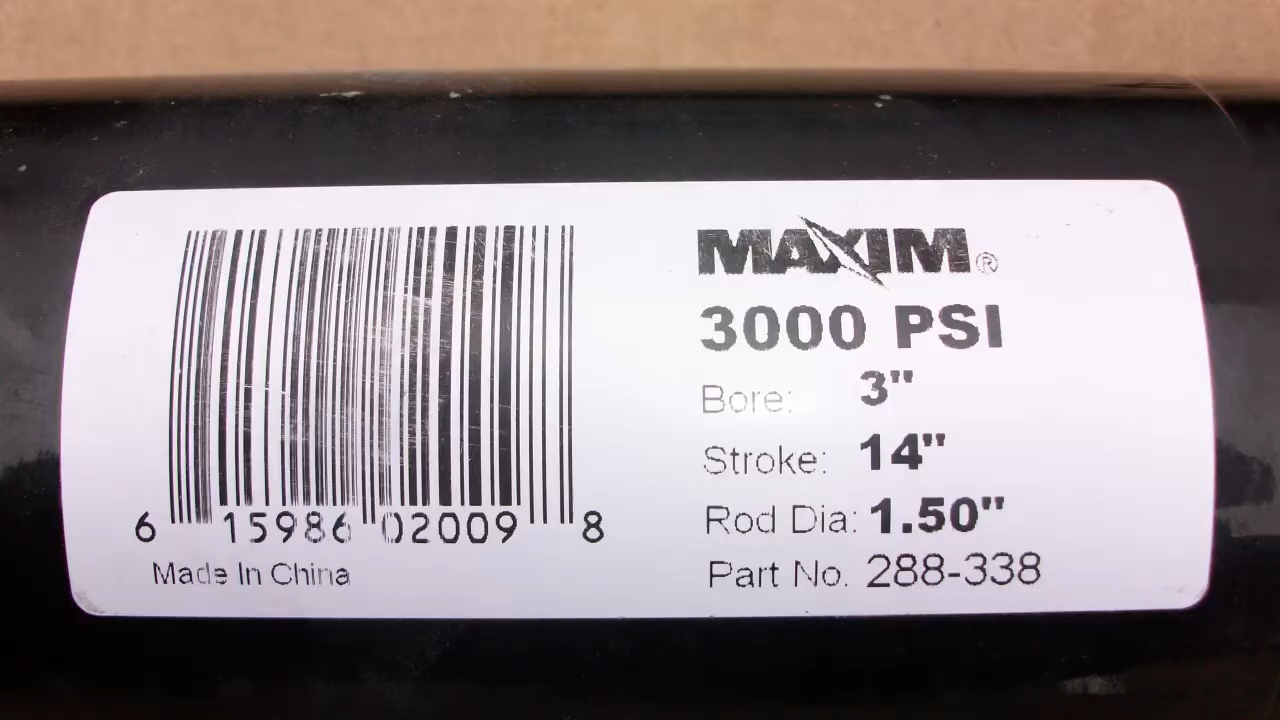 6 15986 02009 8
Made In China
MAXIM®
3000 PSI
Bore: 3"
Stroke: 14"
Rod Dia: 1.50"
Part No. 288-338